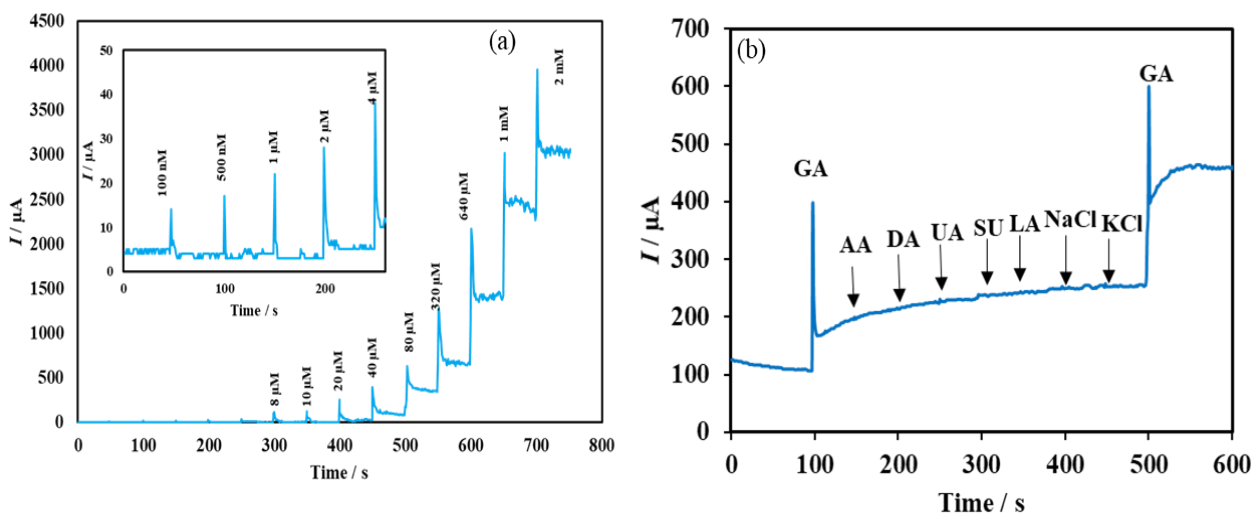 (a)
I / µA
4500
4000
3500
3000
2500
2000
1500
1000
500
0
0 100 200 300 400 500 600 700 800
Time / s
8 µM
10 µM
20 µM
40 µM
80 µM
320 µM
640 µM
1 mM
2 mM
I / µA
50
40
30
20
10
0
0 200
Time / s
100 nM
500 nM
1 µM
2 µM
4 µM
(b)
I / µA
700
600
500
400
300
200
100
0
0 100 200 300 400 500 600
Time / s
GA
AA
DA
UA
SU
LA
NaCl
KCl
GA